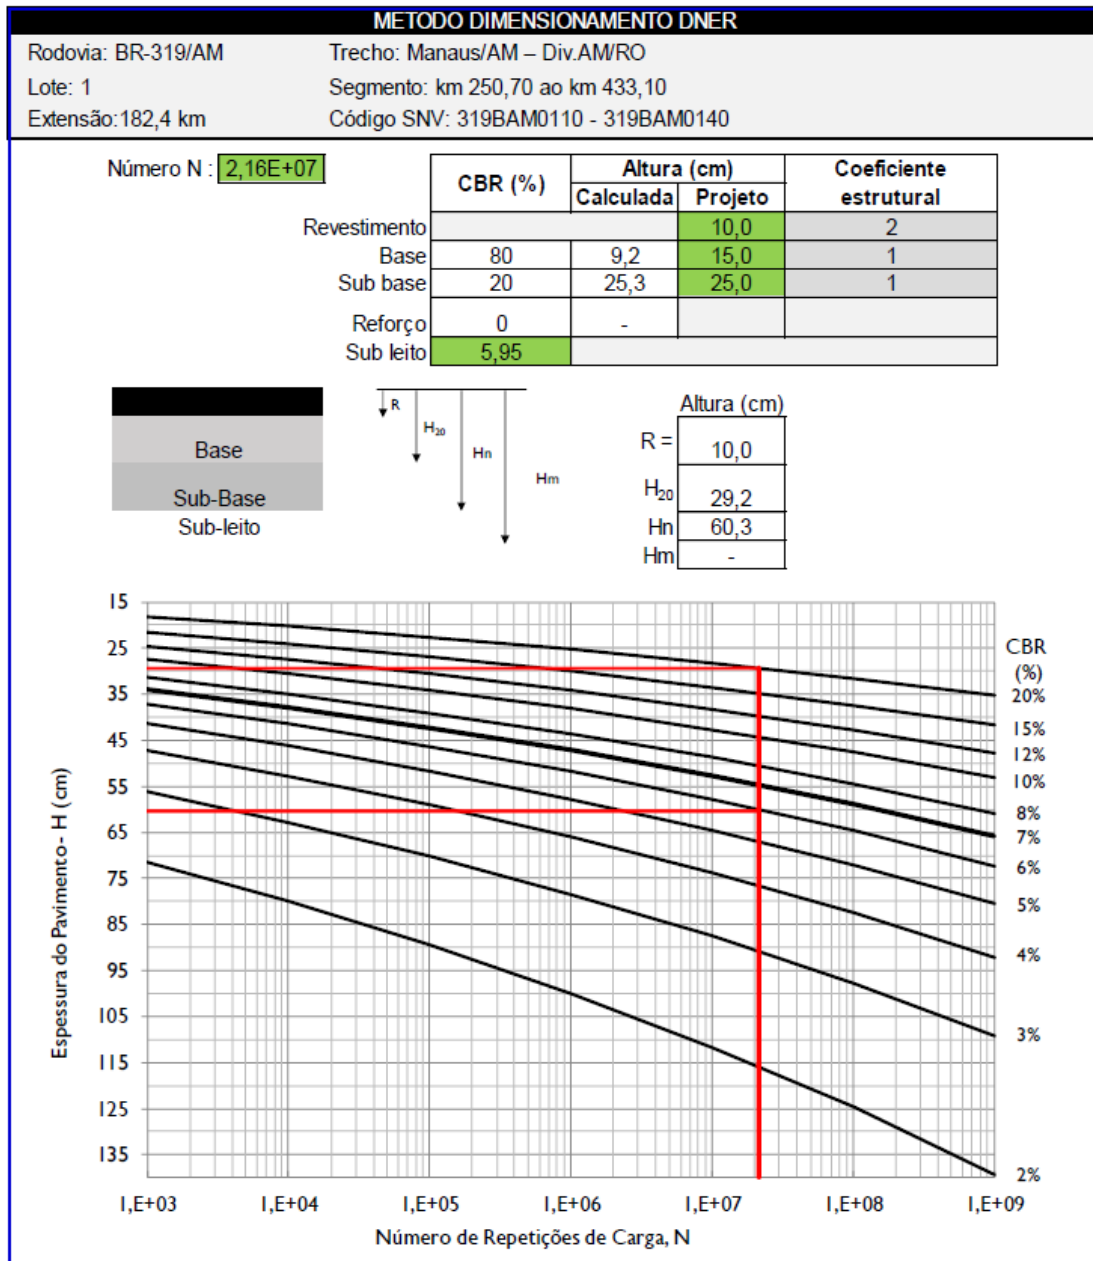 METODO DIMENSIONAMENTO DNER
Rodovia: BR-319/AM Trecho: Manaus/AM – Div.AM/RO
Lote: 1 Segmento: km 250,70 ao km 433,10
Extensão:182,4 km Código SNV: 319BAM0110 - 319BAM0140
Número N : 2,16E+07
CBR (%) Altura (cm) Coeficiente estrutural
Calculada Projeto
Revestimento 10,0 2
Base 80 9,2 15,0 1
Sub base 20 25,3 25,0 1
Reforço 0 -
Sub leito 5,95
Base
Sub-Base
Sub-leito
R
H20
Hn
Hm
Altura (cm)
R = 10,0
H20 29,2
Hn 60,3
Hm -
Espessura do Pavimento- H (cm)
15
25
35
45
55
65
75
85
95
105
115
125
135
CBR
(%)
20%
15%
12%
10%
8%
7%
6%
5%
4%
3%
2%
1,E+03 1,E+04 1,E+05 1,E+06 1,E+07 1,E+08 1,E+09
Número de Repetições de Carga, N